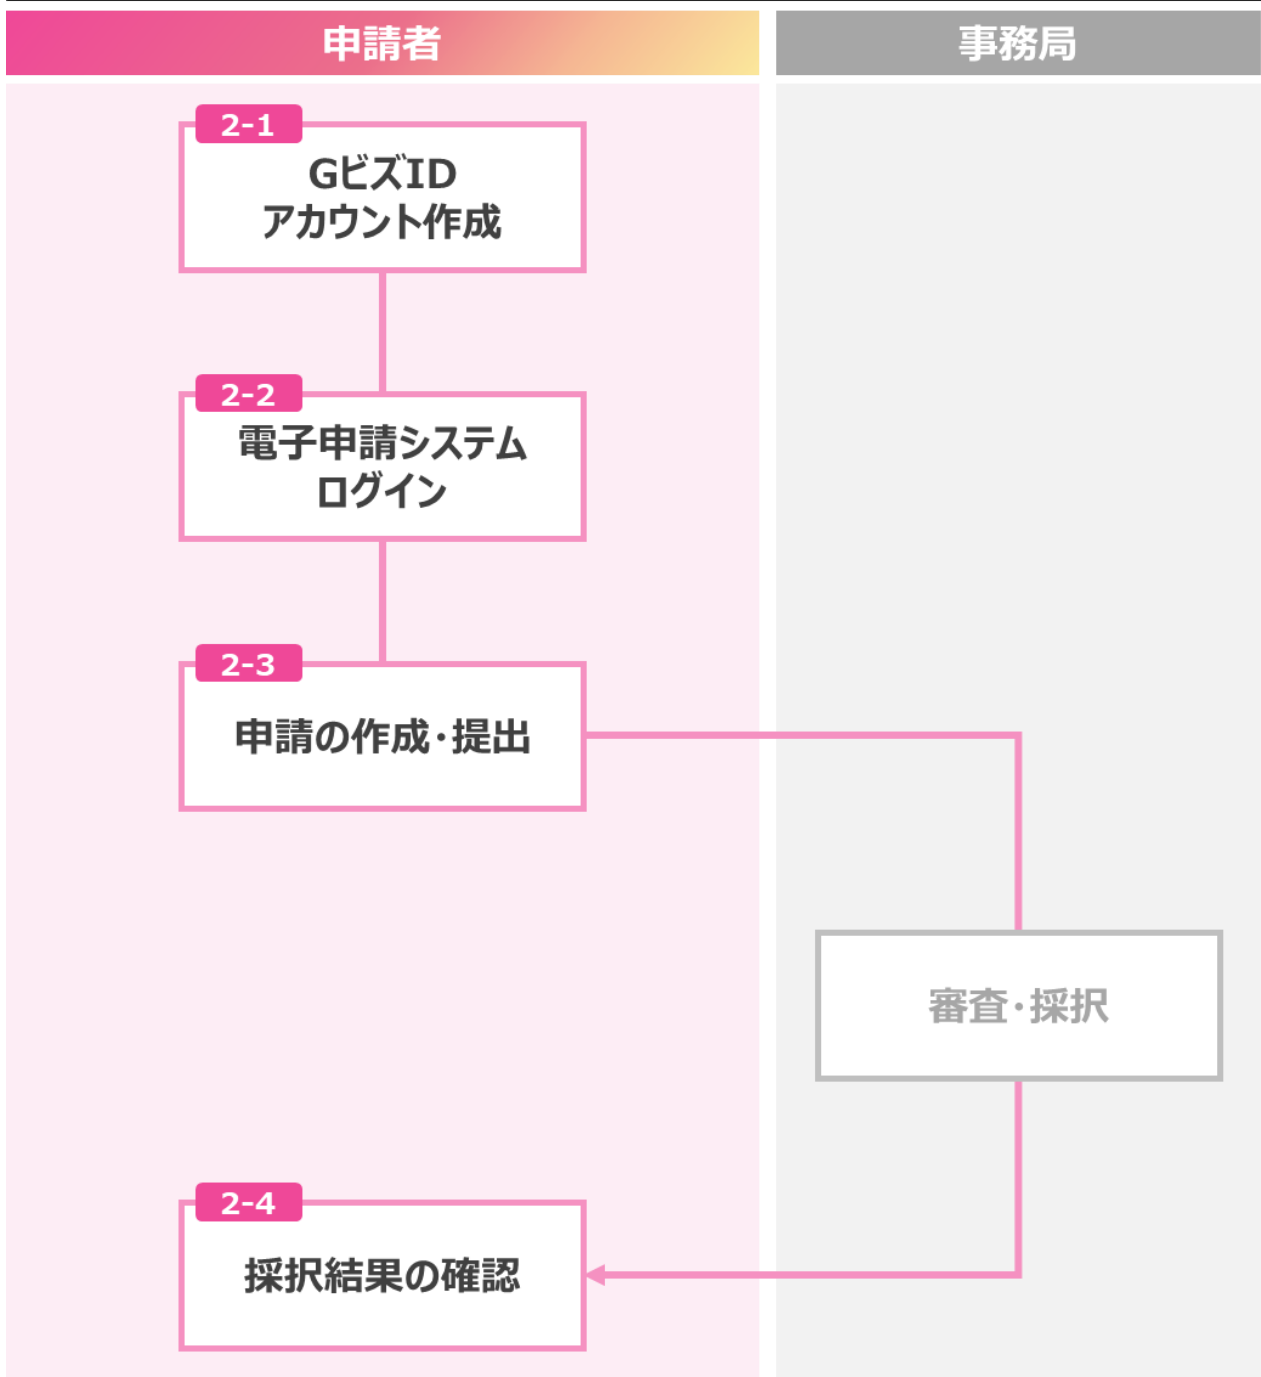 申請者
事務局
2-1
GビズID
アカウント作成
2-2
電子申請システム
ログイン
2-3
申請の作成・提出
審査・採択
2-4
採択結果の確認